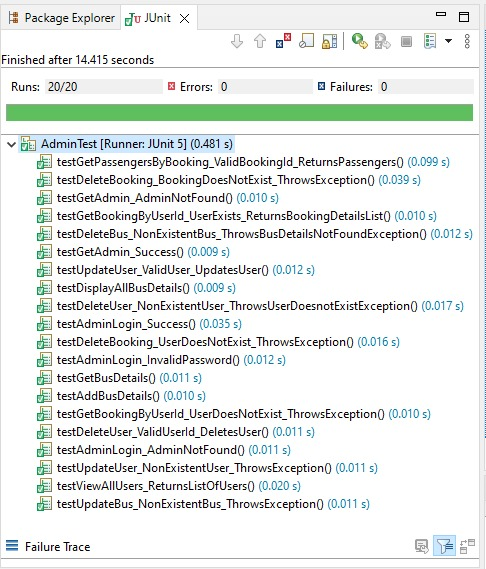 Package Explorer JUnit
Finished after 14.415 seconds
Runs: 20/20 Errors: 0 Failures: 0
AdminTest [Runner: JUnit 5] (0.481 s)
testGetPassengersByBooking_ValidBookingId_ReturnsPassengers() (0.099 s)
testDeleteBooking_BookingDoesNotExist_ThrowsException() (0.039 s)
testGetAdmin_AdminNotFound() (0.010 s)
testGetBookingByUserId_UserExists_ReturnsBookingDetailsList() (0.010 s)
testDeleteBus_NonExistentBus_ThrowsBusDetailsNotFoundException() (0.012 s)
testGetAdmin_Success() (0.009 s)
testUpdateUser_ValidUser_UpdatesUser() (0.012 s)
testDisplayAllBusDetails() (0.009 s)
testDeleteUser_NonExistentUser_ThrowsUserDoesnotExistException() (0.017 s)
testAdminLogin_Success() (0.035 s)
testDeleteBooking_UserDoesNotExist_ThrowsException() (0.016 s)
testAdminLogin_InvalidPassword() (0.012 s)
testGetBusDetails() (0.011 s)
testAddBusDetails() (0.010 s)
testGetBookingByUserId_UserDoesNotExist_ThrowsException() (0.010 s)
testDeleteUser_ValidUserId_DeletesUser() (0.011 s)
testAdminLogin_AdminNotFound() (0.011 s)
testUpdateUser_NonExistentUser_ThrowsException() (0.011 s)
testViewAllUsers_ReturnsListOfUsers() (0.020 s)
testUpdateBus_NonExistentBus_ThrowsException() (0.011 s)
Failure Trace